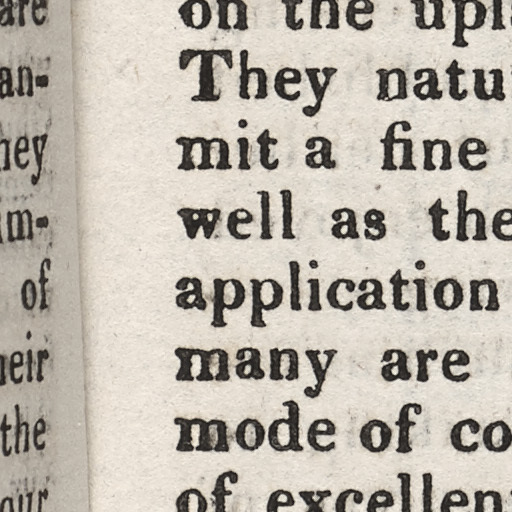 are
an-
hey
im-
of
heir
the
our
on the upl
They natu
mit a fine
well as the
application
many are
mode of co
of excellen